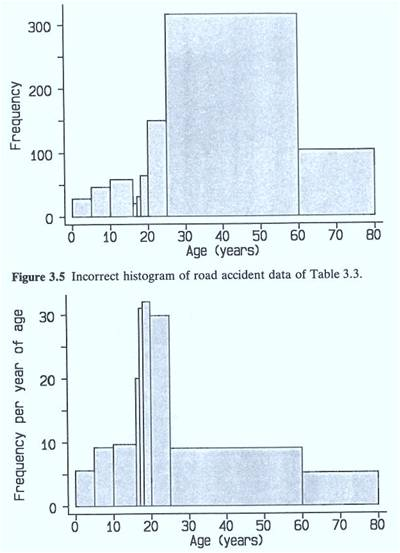 300
200
100
0
Frequency
0 10 20 30 40 50 60 70 80
Age (years)
Figure 3.5 Incorrect histogram of road accident data of Table 3.3.
30
20
10
0
Frequency per year of age
0 10 20 30 40 50 60 70 80
Age (years)